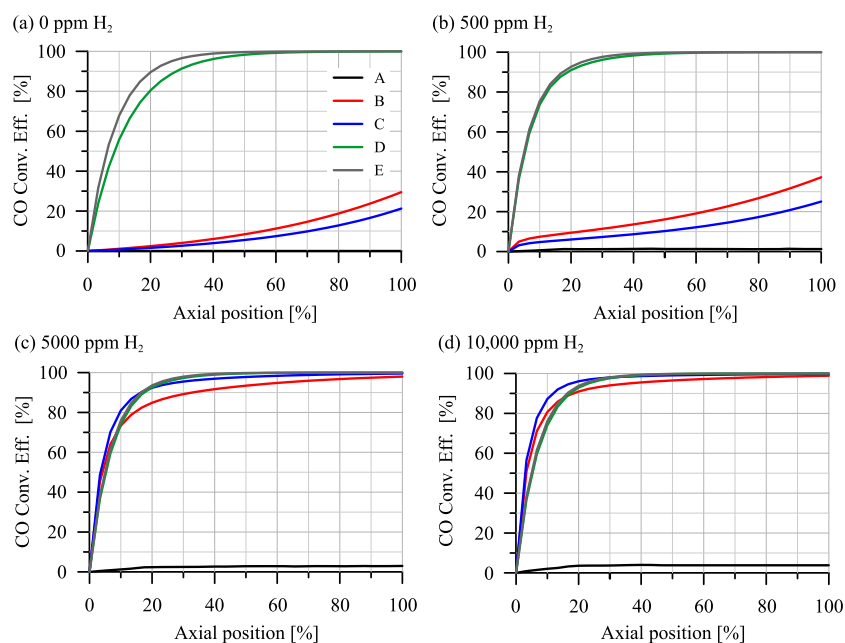 (a) 0 ppm H₂
CO Conv. Eff. [%]
100
80
60
40
20
0
A
B
C
D
E
0 20 40 60 80 100
Axial position [%]
(b) 500 ppm H₂
CO Conv. Eff. [%]
100
80
60
40
20
0
0 20 40 60 80 100
Axial position [%]
(c) 5000 ppm H₂
CO Conv. Eff. [%]
100
80
60
40
20
0
0 20 40 60 80 100
Axial position [%]
(d) 10,000 ppm H₂
CO Conv. Eff. [%]
100
80
60
40
20
0
0 20 40 60 80 100
Axial position [%]